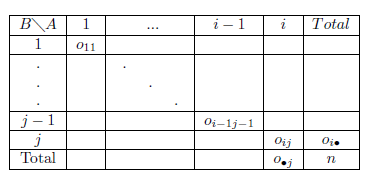 B\A 1 ... i − 1 i Total
1 o₁₁
. .
. .
. .
j − 1 oᵢ₋₁ⱼ₋₁
j oᵢⱼ oᵢ•
Total o•ⱼ n